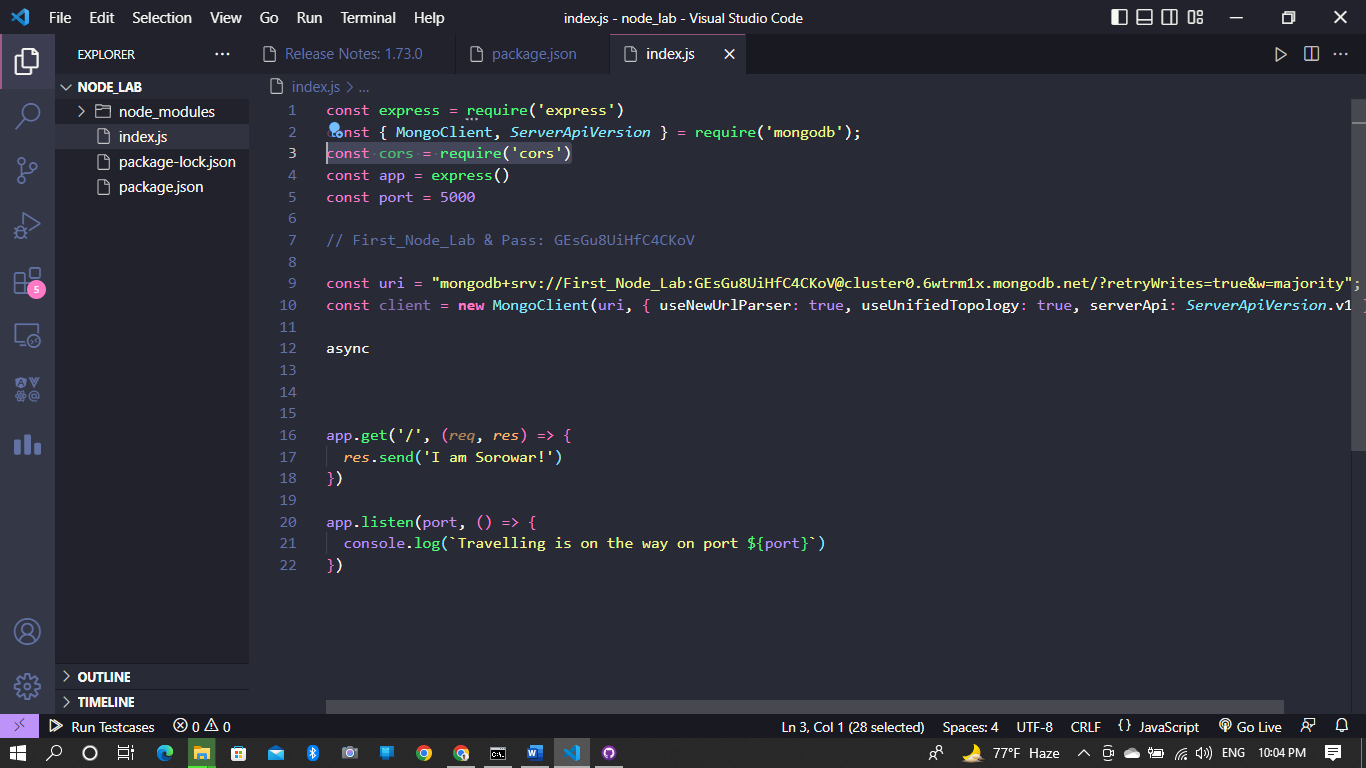 File Edit Selection View Go Run Terminal Help
index.js - node_lab - Visual Studio Code
EXPLORER
NODE_LAB
node_modules
index.js
package-lock.json
package.json
OUTLINE
TIMELINE
5
Release Notes: 1.73.0
package.json
index.js
index.js > ...
1 const express = require('express')
2 const { MongoClient, ServerApiVersion } = require('mongodb');
3 const cors = require('cors')
4 const app = express()
5 const port = 5000
6
7 // First_Node_Lab & Pass: GEsGu8UiHfC4CKoV
8
9 const uri = "mongodb+srv://First_Node_Lab:GEsGu8UiHfC4CKoV@cluster0.6wtrm1x.mongodb.net/?retryWrites=true&w=majority";
10 const client = new MongoClient(uri, { useNewUrlParser: true, useUnifiedTopology: true, serverApi: ServerApiVersion.v1 }
11
12 async
13
14
15
16 app.get('/', (req, res) => {
17 res.send('I am Sorowar!')
18 })
19
20 app.listen(port, () => {
21 console.log(`Travelling is on the way on port ${port}`)
22 })
Run Testcases 0 0
Ln 3, Col 1 (28 selected) Spaces: 4 UTF-8 CRLF {} JavaScript Go Live
77°F Haze ENG 10:04 PM